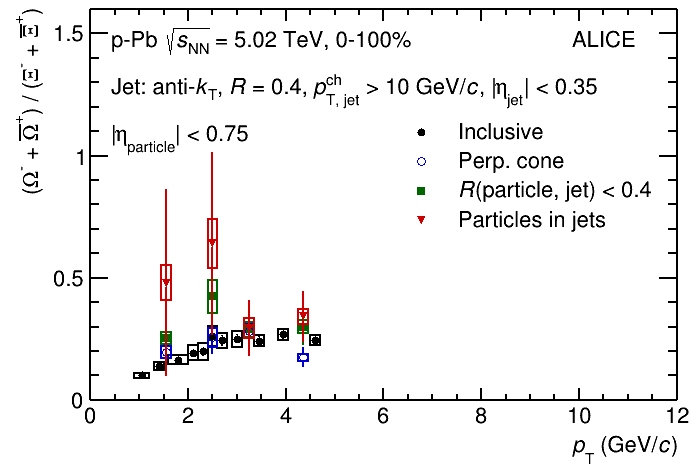 p-Pb √s_NN = 5.02 TeV, 0-100% ALICE
Jet: anti-k_T, R = 0.4, p^ch_T, jet > 10 GeV/c, |η_jet| < 0.35
|η_particle| < 0.75
Inclusive
Perp. cone
R(particle, jet) < 0.4
Particles in jets
(Ω⁻ + Ω̅⁺) / (Ξ⁻ + Ξ̅⁺)
1.5
1
0.5
0
0 2 4 6 8 10 12
p_T (GeV/c)